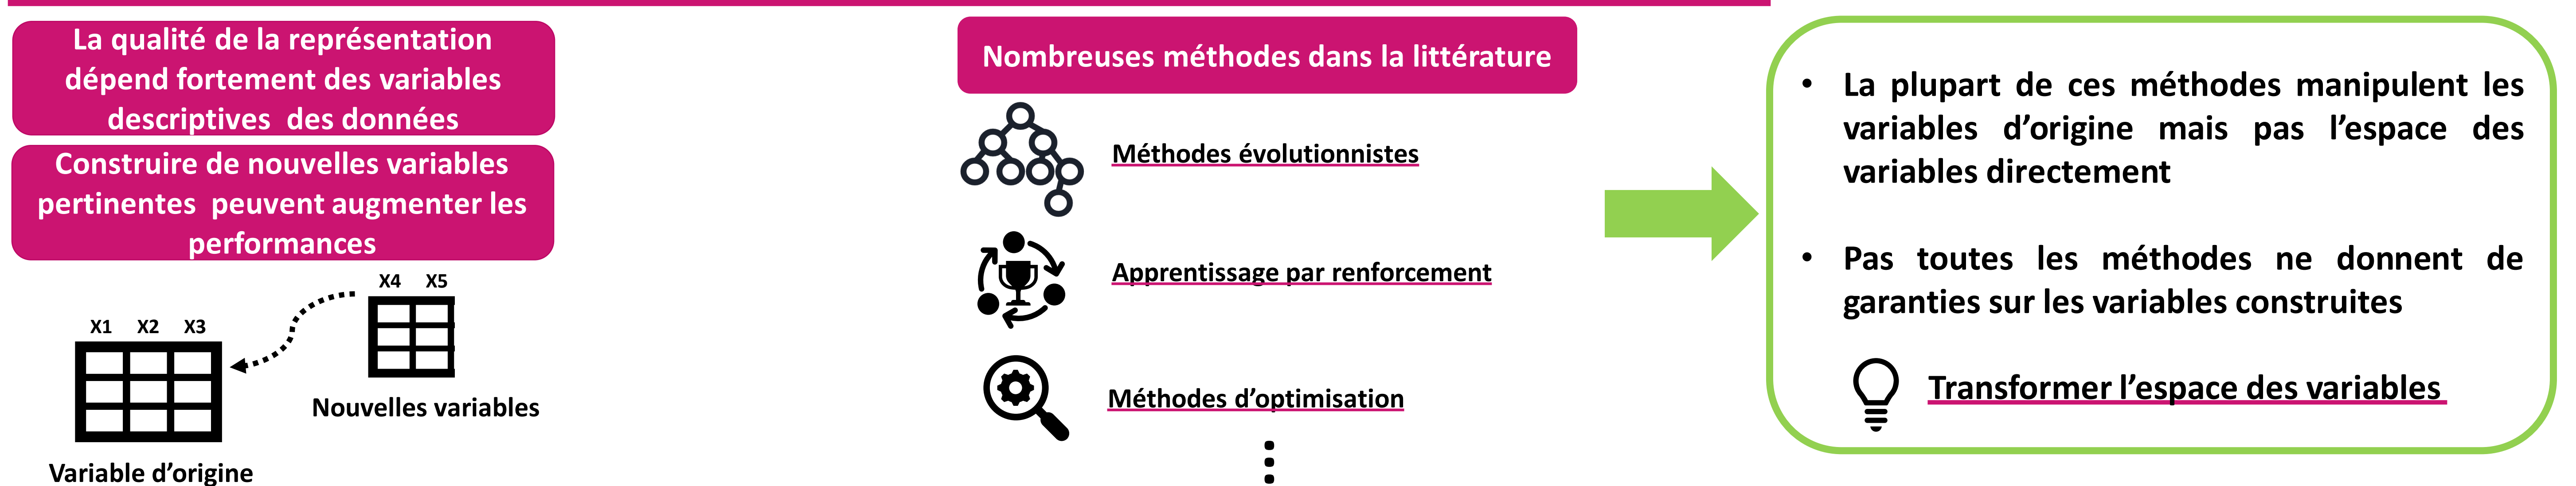 La qualité de la représentation
dépend fortement des variables
descriptives des données
Construire de nouvelles variables
pertinentes peuvent augmenter les
performances
X4 X5
X1 X2 X3
Nouvelles variables
Variable d’origine
Nombreuses méthodes dans la littérature
Méthodes évolutionnistes
Apprentissage par renforcement
Méthodes d’optimisation
• La plupart de ces méthodes manipulent les
variables d’origine mais pas l’espace des
variables directement
• Pas toutes les méthodes ne donnent de
garanties sur les variables construites
Transformer l’espace des variables